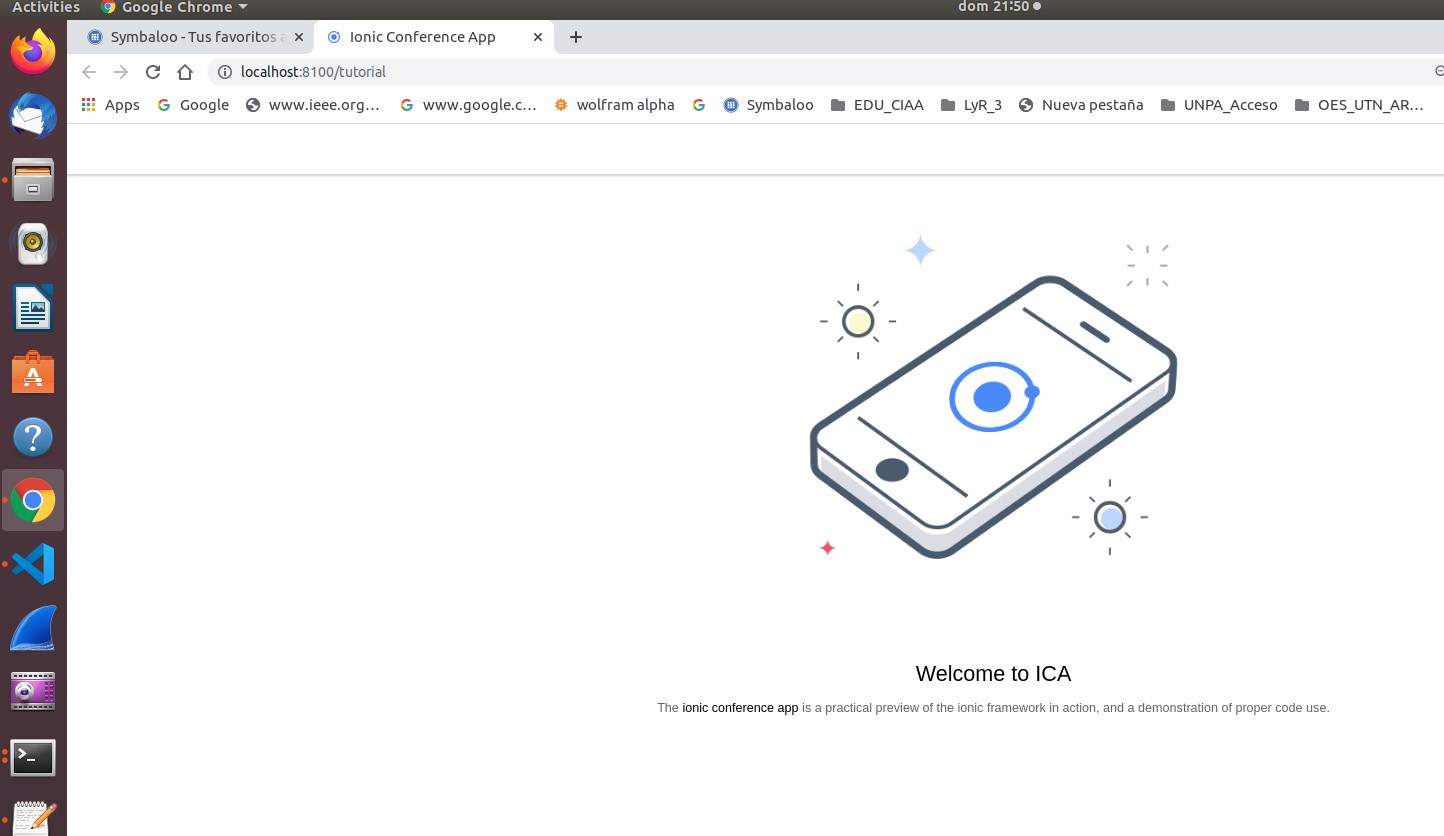 Activities Google Chrome dom 21:50
Symbaloo - Tus favoritos a Ionic Conference App
localhost:8100/tutorial
Apps Google www.ieee.org… www.google.c… wolfram alpha Symbaloo EDU_CIAA LyR_3 Nueva pestaña UNPA_Acceso OES_UTN_AR…
Welcome to ICA
The ionic conference app is a practical preview of the ionic framework in action, and a demonstration of proper code use.